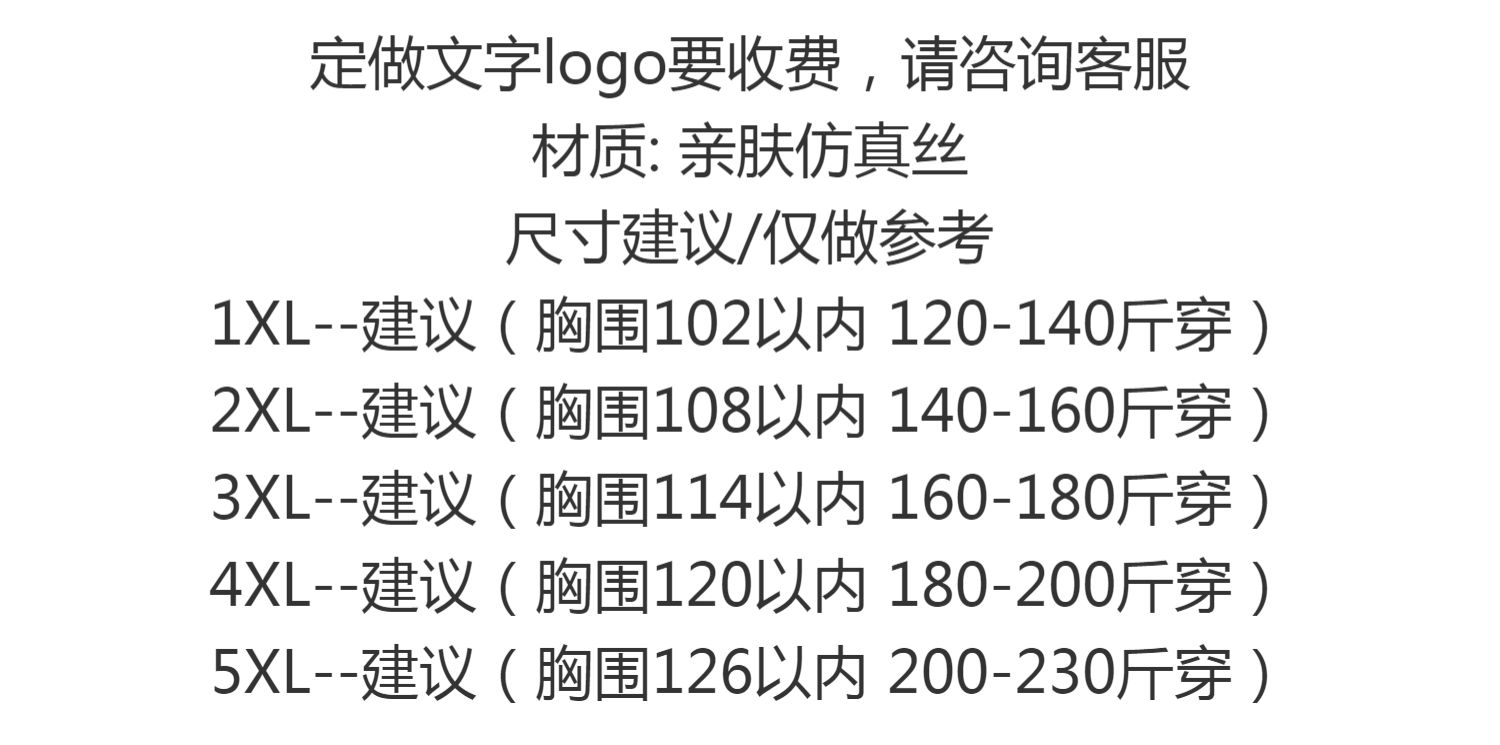 定做文字logo要收费，请咨询客服
材质: 亲肤仿真丝
尺寸建议/仅做参考
1XL--建议（胸围102以内 120-140斤穿）
2XL--建议（胸围108以内 140-160斤穿）
3XL--建议（胸围114以内 160-180斤穿）
4XL--建议（胸围120以内 180-200斤穿）
5XL--建议（胸围126以内 200-230斤穿）